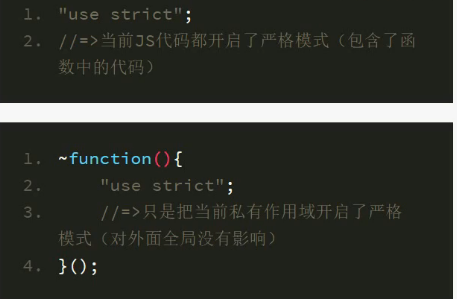 1. "use strict";
2. //=>当前JS代码都开启了严格模式（包含了函
数中的代码）
1. ~function(){
2. "use strict";
3. //=>只是把当前私有作用域开启了严格
模式（对外面全局没有影响）
4. }();